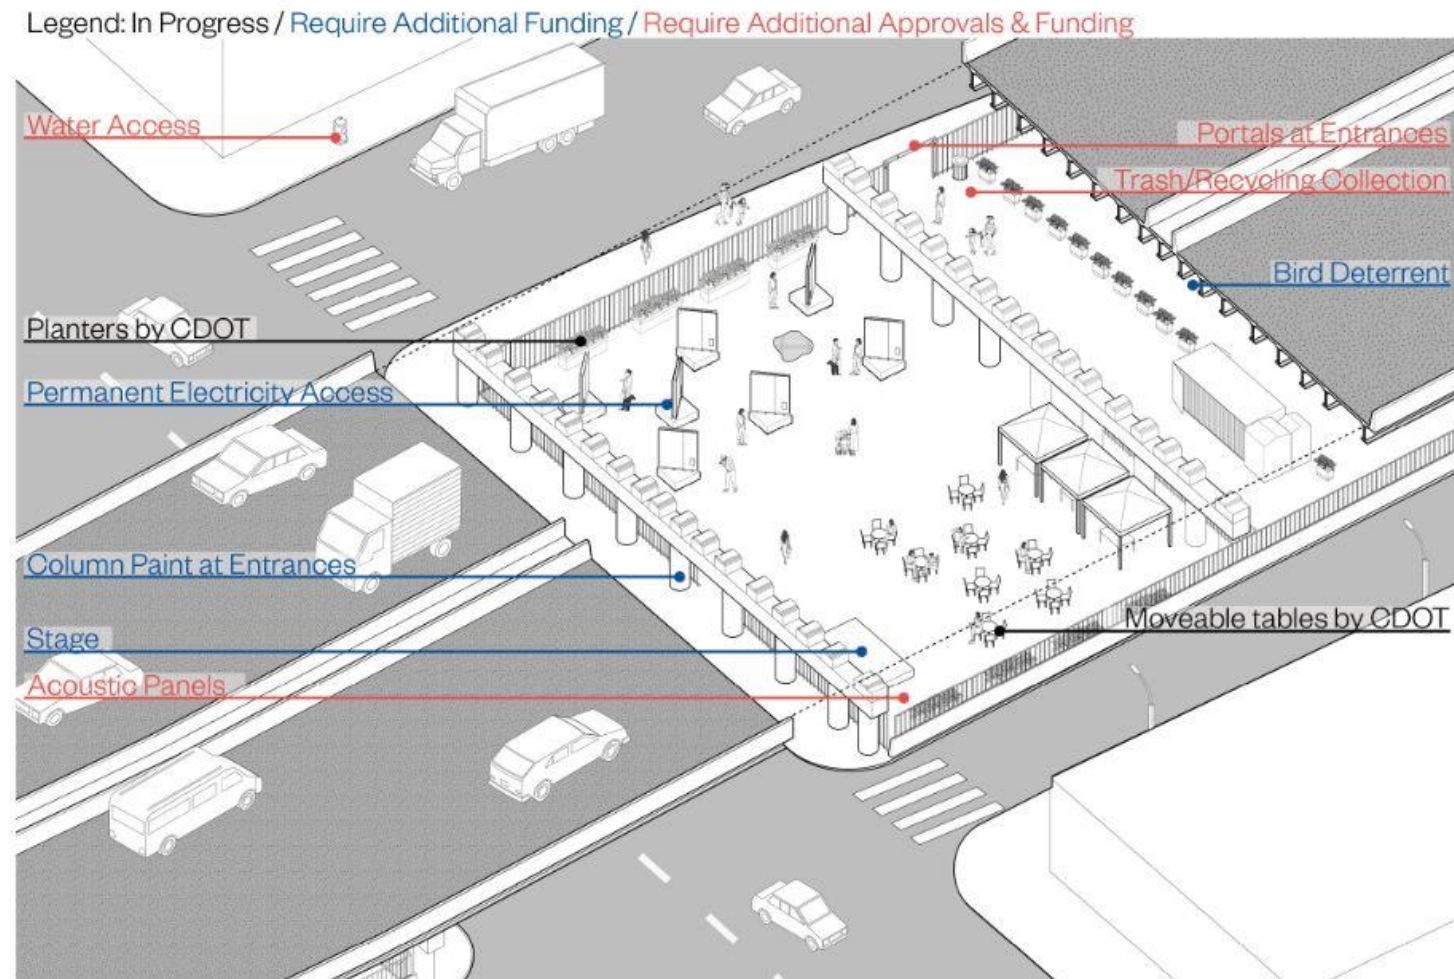 Legend: In Progress / Require Additional Funding / Require Additional Approvals & Funding
Water Access
Portals at Entrances
Trash/Recycling Collection
Bird Deterrent
Planters by CDOT
Permanent Electricity Access
Column Paint at Entrances
Moveable tables by CDOT
Stage
Acoustic Panels